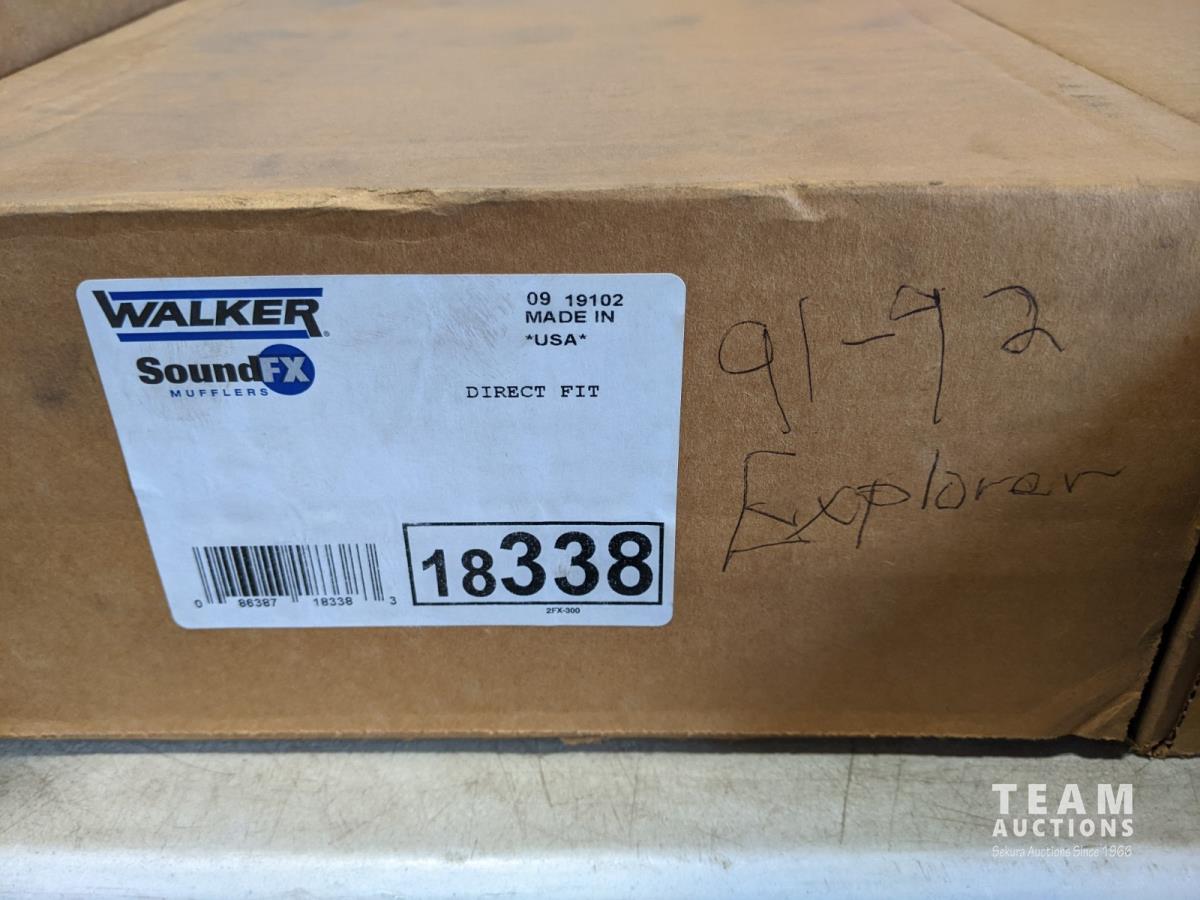 WALKER®
SoundFX
MUFFLERS
09 19102
MADE IN
*USA*
DIRECT FIT
0 86387 18338 3
18338
2FX-300
91-92
Explorer
TEAM
AUCTIONS
Sekura Auctions Since 1966